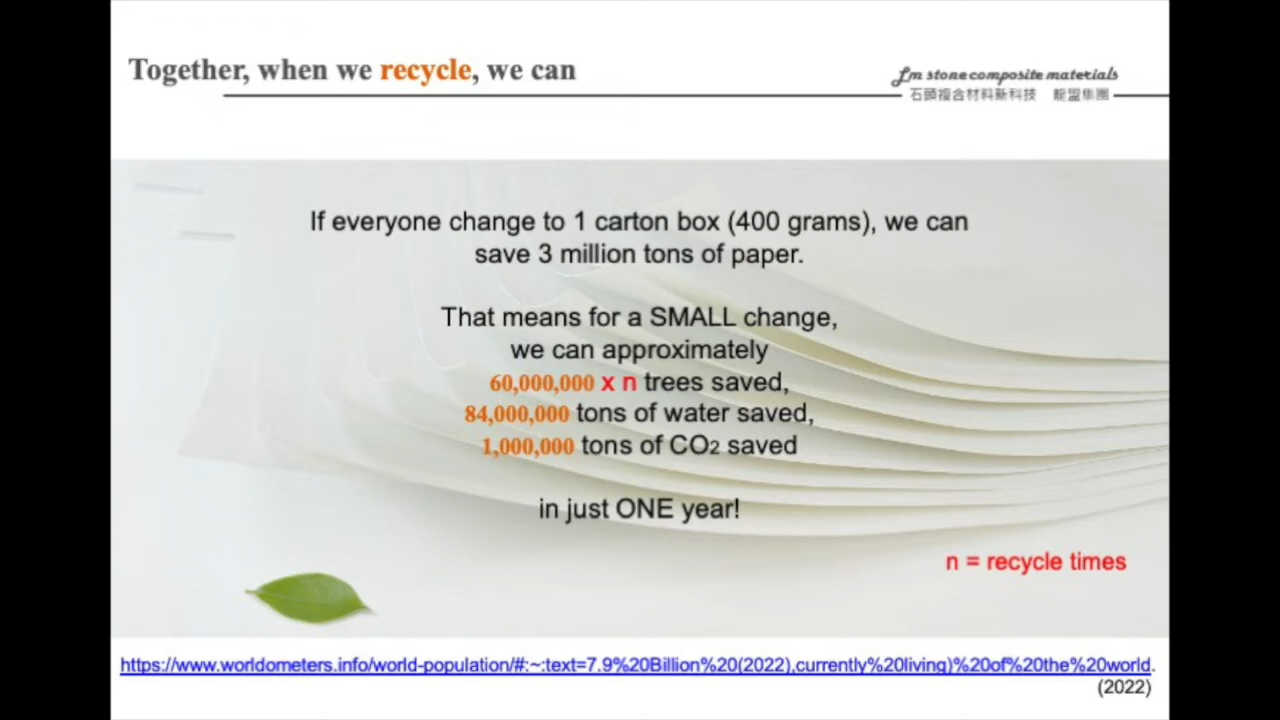 Together, when we recycle, we can
Lm stone composite materials
石頭複合材料新科技 龍盟集團
If everyone change to 1 carton box (400 grams), we can
save 3 million tons of paper.
That means for a SMALL change,
we can approximately
60,000,000 x n trees saved,
84,000,000 tons of water saved,
1,000,000 tons of CO2 saved
in just ONE year!
n = recycle times
https://www.worldometers.info/world-population/#:~:text=7.9%20Billion%20(2022),currently%20living)%20of%20the%20world.
(2022)